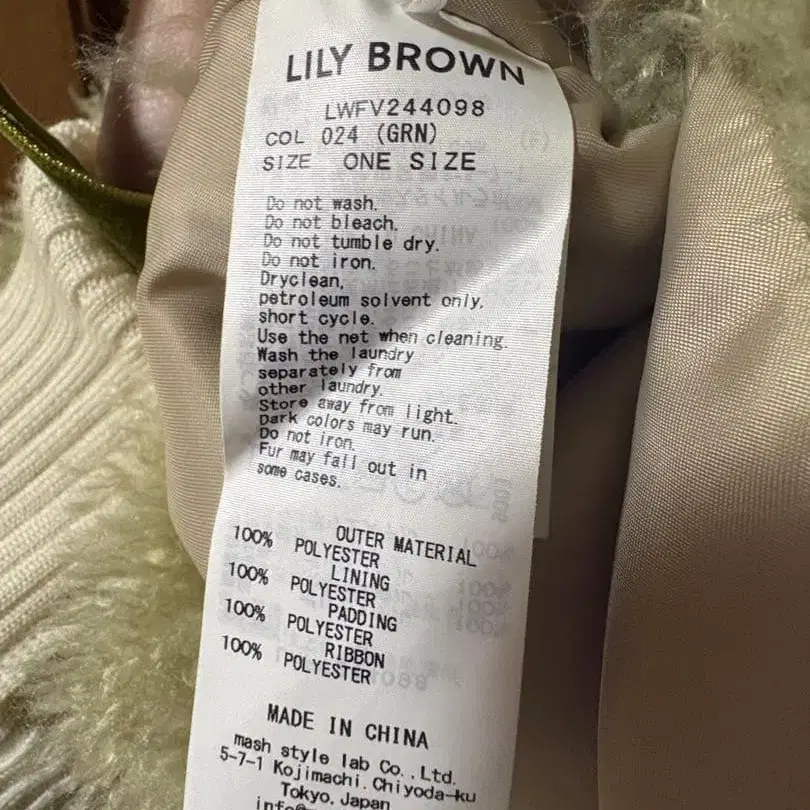 LILY BROWN
LWFV244098
COL 024 (GRN)
SIZE ONE SIZE
Do not wash.
Do not bleach.
Do not tumble dry.
Do not iron.
Dryclean,
petroleum solvent only,
short cycle.
Use the net when cleaning.
Wash the laundry
separately from
other laundry.
Store away from light.
Dark colors may run.
Do not iron.
Fur may fall out in
some cases.
OUTER MATERIAL
100% POLYESTER
LINING
100% POLYESTER
PADDING
100% POLYESTER
RIBBON
100% POLYESTER
MADE IN CHINA
mash style lab Co.,Ltd.
5-7-1 Kojimachi.Chiyoda-ku
Tokyo.Japan